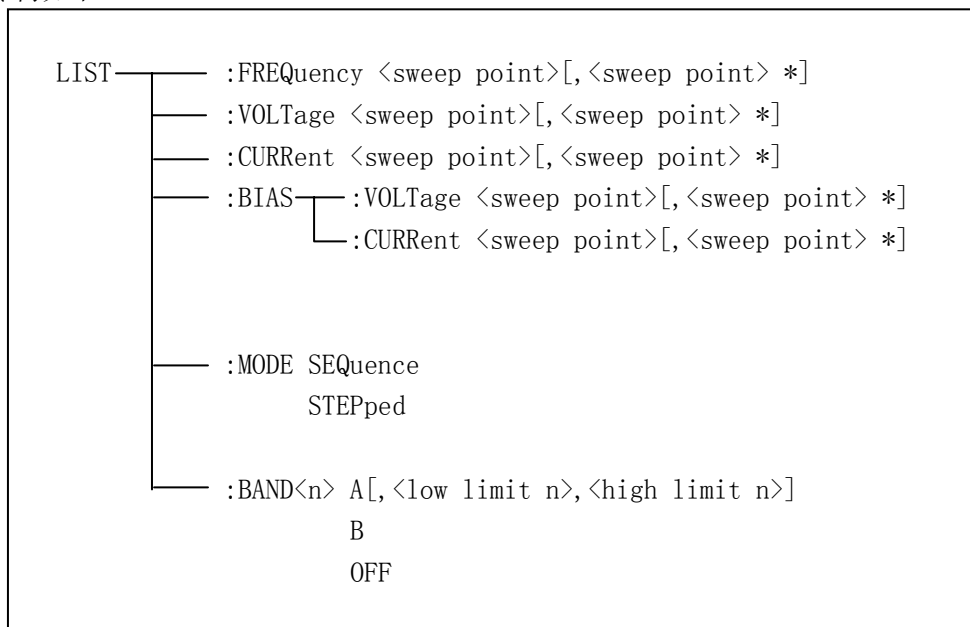 LIST :FREQuency <sweep point>[,<sweep point> *]
:VOLTage <sweep point>[,<sweep point> *]
:CURRent <sweep point>[,<sweep point> *]
:BIAS :VOLTage <sweep point>[,<sweep point> *]
:CURRent <sweep point>[,<sweep point> *]
:MODE SEQuence
STEPped
:BAND<n> A[,<low limit n>,<high limit n>]
B
OFF